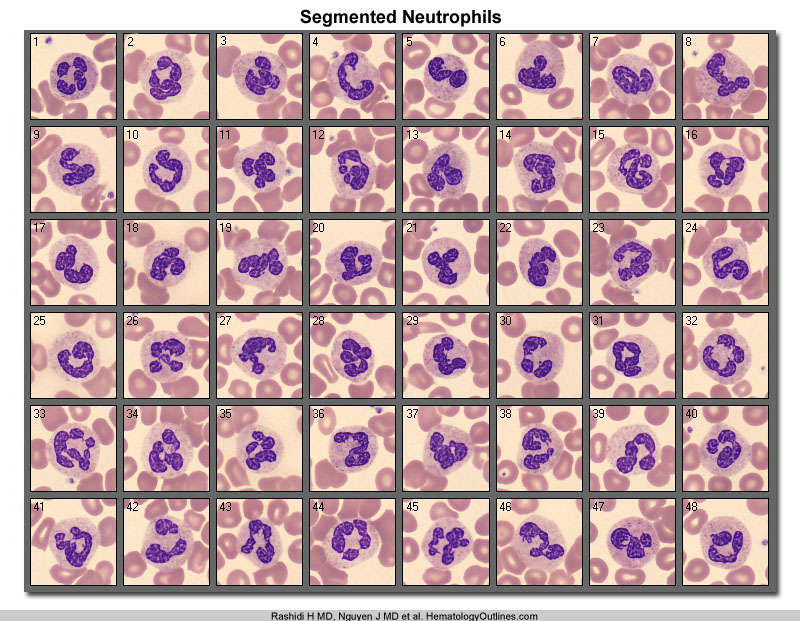 Segmented Neutrophils
1 2 3 4 5 6 7 8
9 10 11 12 13 14 15 16
17 18 19 20 21 22 23 24
25 26 27 28 29 30 31 32
33 34 35 36 37 38 39 40
41 42 43 44 45 46 47 48
Rashidi H MD, Nguyen J MD et al. HematologyOutlines.com